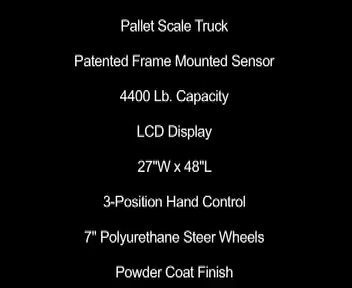 Pallet Scale Truck
Patented Frame Mounted Sensor
4400 Lb. Capacity
LCD Display
27"W x 48"L
3-Position Hand Control
7" Polyurethane Steer Wheels
Powder Coat Finish